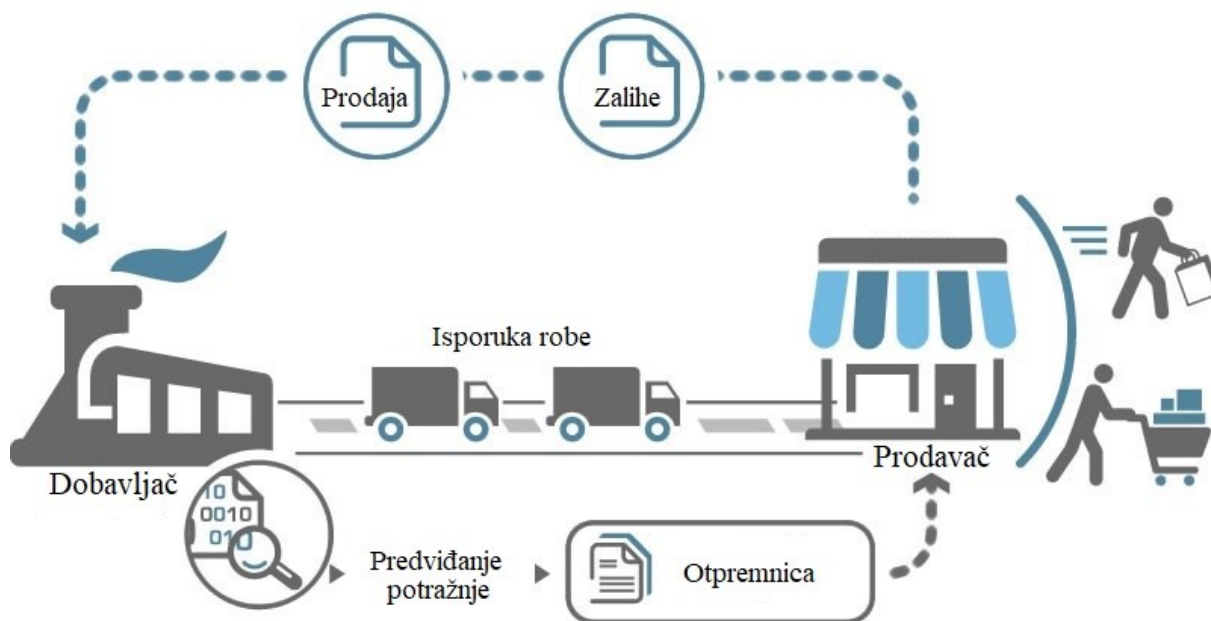 Prodaja
Zalihe
Isporuka robe
Dobavljač
Prodavač
10
0010
010
Predviđanje
potražnje
Otpremnica